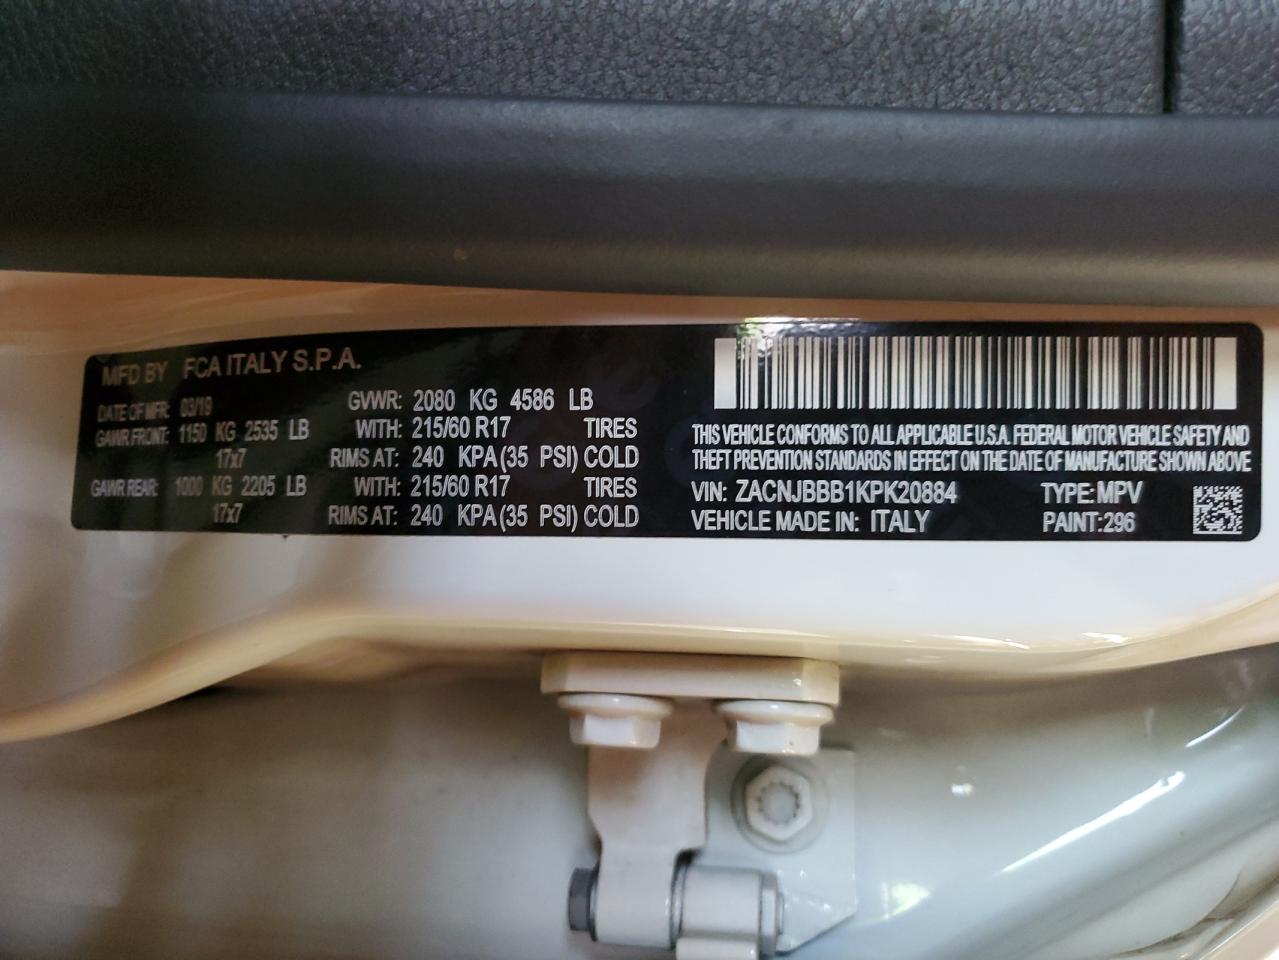 MFD BY FCA ITALY S.P.A.
DATE OF MFR: 03/19 GVWR: 2080 KG 4586 LB
GAWR FRONT: 1150 KG 2535 LB WITH: 215/60 R17 TIRES
17x7 RIMS AT: 240 KPA(35 PSI) COLD
GAWR REAR: 1000 KG 2205 LB WITH: 215/60 R17 TIRES
17x7 RIMS AT: 240 KPA(35 PSI) COLD
THIS VEHICLE CONFORMS TO ALL APPLICABLE U.S.A. FEDERAL MOTOR VEHICLE SAFETY AND
THEFT PREVENTION STANDARDS IN EFFECT ON THE DATE OF MANUFACTURE SHOWN ABOVE
VIN: ZACNJBBB1KPK20884 TYPE: MPV
VEHICLE MADE IN: ITALY PAINT:296